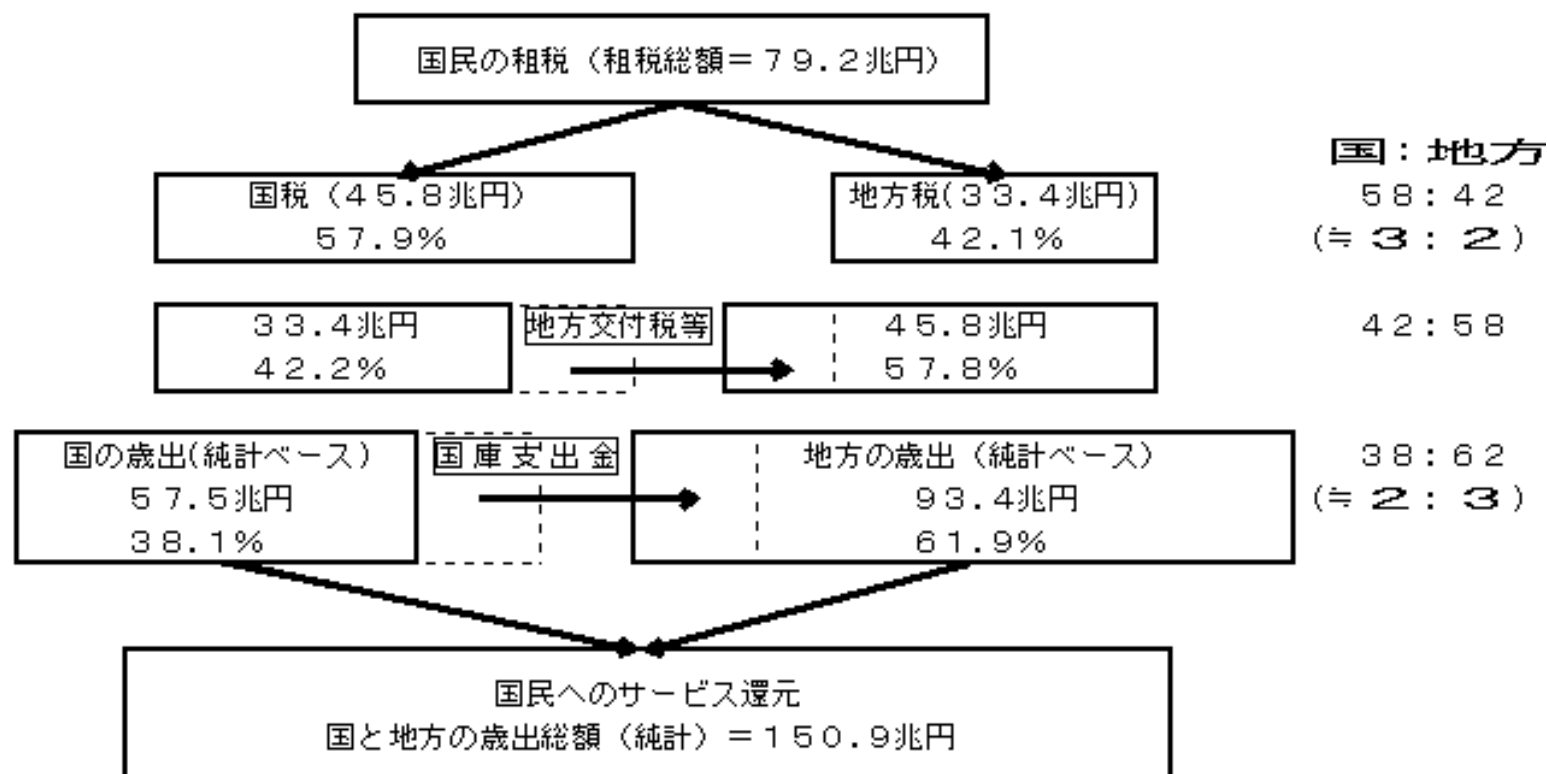 国民の租税（租税総額＝７９.２兆円）
国：地方
国税（４５.８兆円）
５７.９%
地方税(３３.４兆円)
４２.１%
５８：４２
(≒３：２)
３３.４兆円
４２.２%
地方交付税等
４５.８兆円
５７.８%
４２：５８
国の歳出(純計ベース)
５７.５兆円
３８.１%
国庫支出金
地方の歳出（純計ベース)
９３.４兆円
６１.９%
３８：６２
(≒２：３)
国民へのサービス還元
国と地方の歳出総額（純計）＝１５０.９兆円